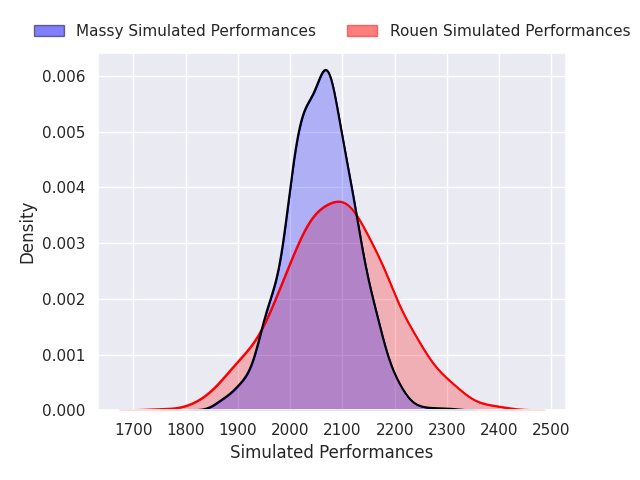 Massy Simulated Performances Rouen Simulated Performances
0.006
0.005
0.004
0.003
0.002
0.001
0.000
Density
1700 1800 1900 2000 2100 2200 2300 2400 2500
Simulated Performances